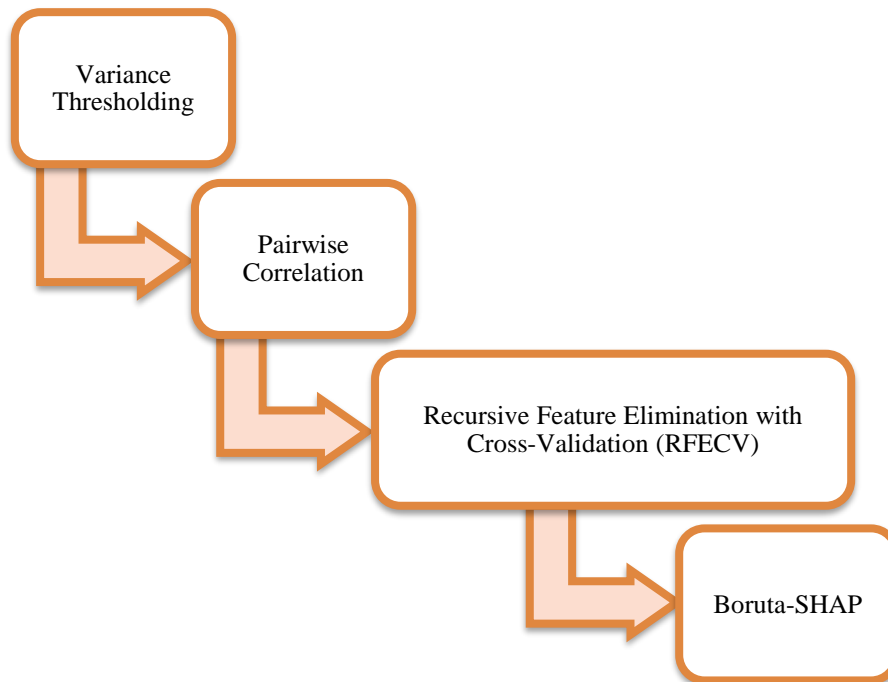 Variance
Thresholding
Pairwise
Correlation
Recursive Feature Elimination with
Cross-Validation (RFECV)
Boruta-SHAP